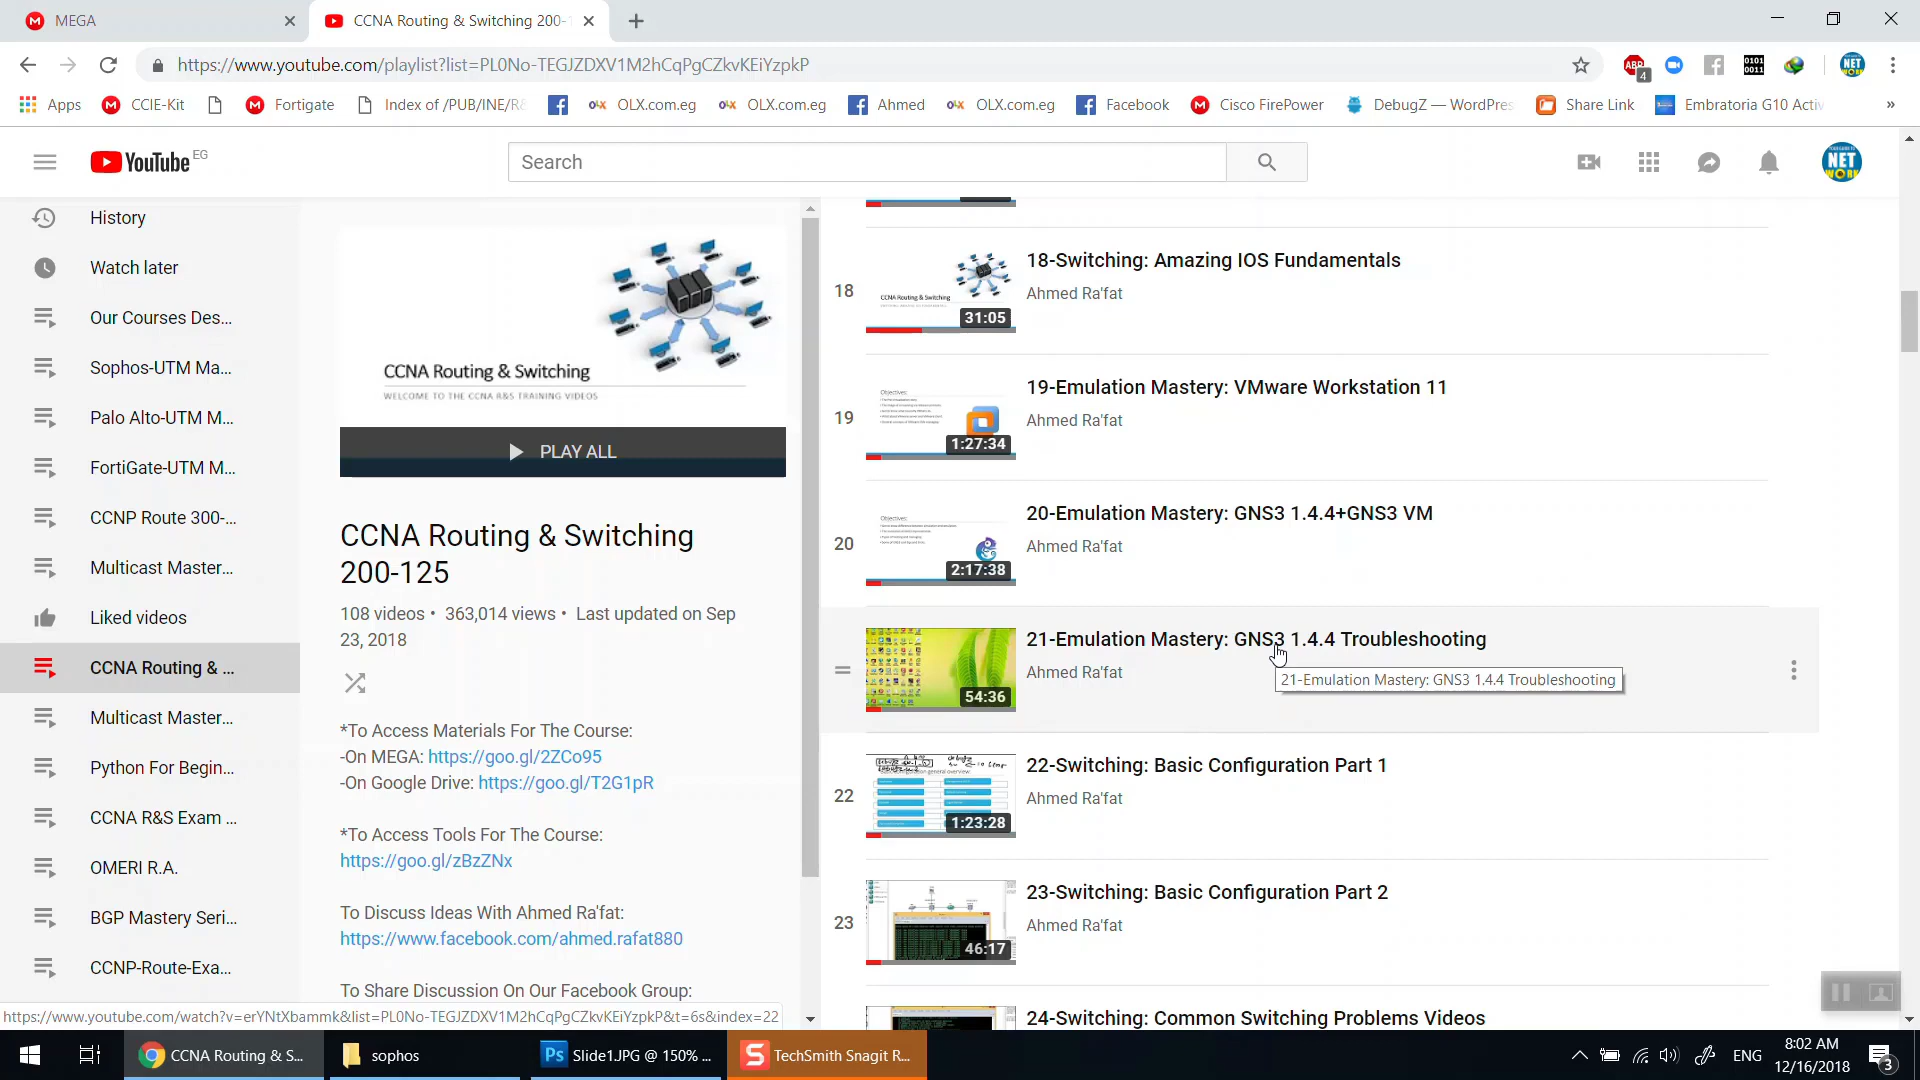 MEGA
CCNA Routing & Switching 200-
https://www.youtube.com/playlist?list=PL0No-TEGJZDXV1M2hCqPgCZkvKEiYzpkP
ABP
4
0101
0011
NET
Apps
CCIE-Kit
Fortigate
Index of /PUB/INE/R&
OLX.com.eg
OLX.com.eg
Ahmed
OLX.com.eg
Facebook
Cisco FirePower
DebugZ — WordPres
Share Link
Embratoria G10 Activ
»
YouTube EG
Search
NET
WORK
History
Watch later
Our Courses Des...
Sophos-UTM Ma...
Palo Alto-UTM M...
FortiGate-UTM M...
CCNP Route 300-...
Multicast Master...
Liked videos
CCNA Routing & ...
Multicast Master...
Python For Begin...
CCNA R&S Exam ...
OMERI R.A.
BGP Mastery Seri...
CCNP-Route-Exa...
CCNA Routing & Switching
WELCOME TO THE CCNA R&S TRAINING VIDEOS
PLAY ALL
CCNA Routing & Switching
200-125
108 videos • 363,014 views • Last updated on Sep
23, 2018
*To Access Materials For The Course:
-On MEGA: https://goo.gl/2ZCo95
-On Google Drive: https://goo.gl/T2G1pR
*To Access Tools For The Course:
https://goo.gl/zBzZNx
To Discuss Ideas With Ahmed Ra'fat:
https://www.facebook.com/ahmed.rafat880
To Share Discussion On Our Facebook Group:
18
CCNA Routing & Switching
31:05
18-Switching: Amazing IOS Fundamentals
Ahmed Ra'fat
19
Objectives:
1:27:34
19-Emulation Mastery: VMware Workstation 11
Ahmed Ra'fat
20
Objectives:
2:17:38
20-Emulation Mastery: GNS3 1.4.4+GNS3 VM
Ahmed Ra'fat
54:36
21-Emulation Mastery: GNS3 1.4.4 Troubleshooting
Ahmed Ra'fat
21-Emulation Mastery: GNS3 1.4.4 Troubleshooting
22
general overview
1:23:28
22-Switching: Basic Configuration Part 1
Ahmed Ra'fat
23
46:17
23-Switching: Basic Configuration Part 2
Ahmed Ra'fat
24-Switching: Common Switching Problems Videos
https://www.youtube.com/watch?v=erYNtXbammk&list=PL0No-TEGJZDXV1M2hCqPgCZkvKEiYzpkP&t=6s&index=22
CCNA Routing & S...
sophos
Ps
Slide1.JPG @ 150% ...
S
TechSmith Snagit R...
ENG
8:02 AM
12/16/2018
3